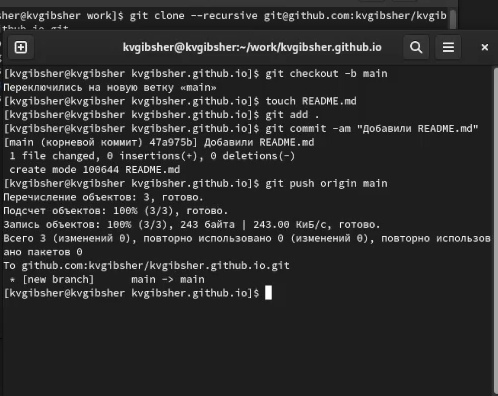 sher@kvgibsher work]$ git clone --recursive git@github.com:kvgibsher/kvgib
kvgibsher@kvgibsher:~/work/kvgibsher.github.io
[kvgibsher@kvgibsher kvgibsher.github.io]$ git checkout -b main
Переключились на новую ветку «main»
[kvgibsher@kvgibsher kvgibsher.github.io]$ touch README.md
[kvgibsher@kvgibsher kvgibsher.github.io]$ git add .
[kvgibsher@kvgibsher kvgibsher.github.io]$ git commit -am "Добавили README.md"
[main (корневой коммит) 47a975b] Добавили README.md
1 file changed, 0 insertions(+), 0 deletions(-)
create mode 100644 README.md
[kvgibsher@kvgibsher kvgibsher.github.io]$ git push origin main
Перечисление объектов: 3, готово.
Подсчет объектов: 100% (3/3), готово.
Запись объектов: 100% (3/3), 243 байта | 243.00 КиБ/с, готово.
Всего 3 (изменений 0), повторно использовано 0 (изменений 0), повторно использов
ано пакетов 0
To github.com:kvgibsher/kvgibsher.github.io.git
* [new branch] main -> main
[kvgibsher@kvgibsher kvgibsher.github.io]$